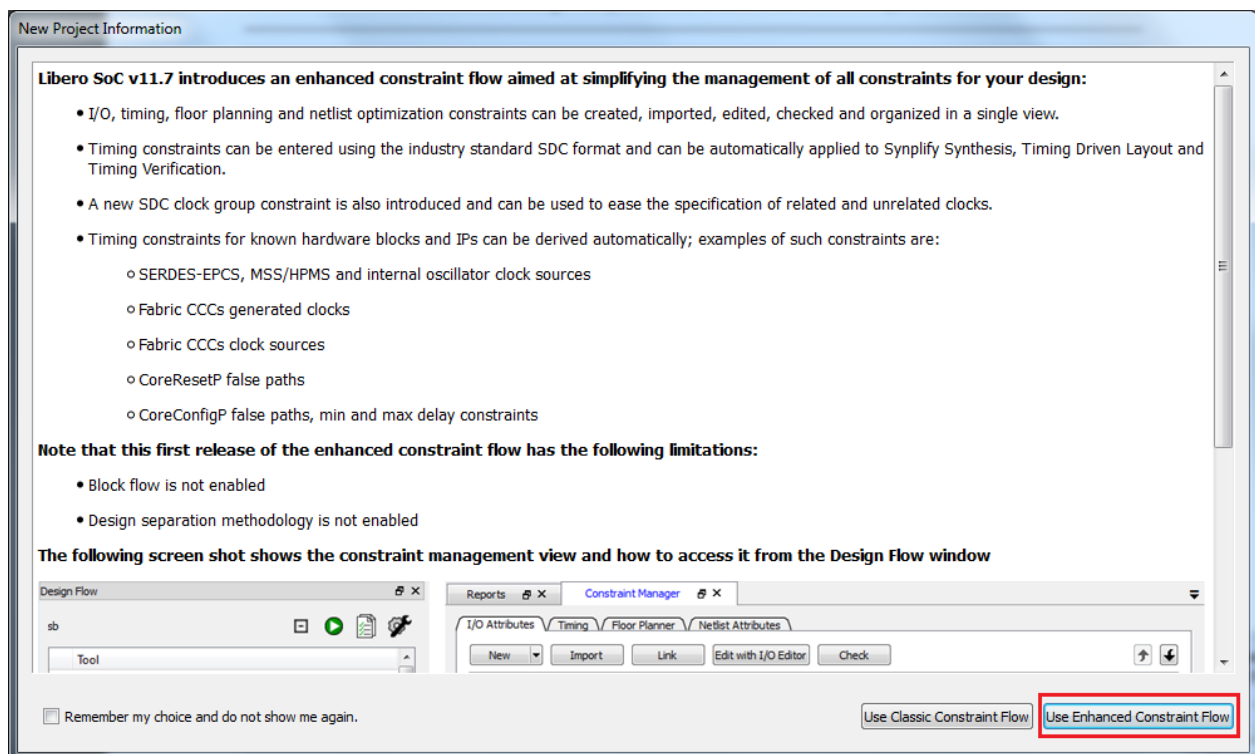 New Project Information
Libero SoC v11.7 introduces an enhanced constraint flow aimed at simplifying the management of all constraints for your design:
• I/O, timing, floor planning and netlist optimization constraints can be created, imported, edited, checked and organized in a single view.
• Timing constraints can be entered using the industry standard SDC format and can be automatically applied to Synplify Synthesis, Timing Driven Layout and
Timing Verification.
• A new SDC clock group constraint is also introduced and can be used to ease the specification of related and unrelated clocks.
• Timing constraints for known hardware blocks and IPs can be derived automatically; examples of such constraints are:
○ SERDES-EPCS, MSS/HPMS and internal oscillator clock sources
○ Fabric CCCs generated clocks
○ Fabric CCCs clock sources
○ CoreResetP false paths
○ CoreConfigP false paths, min and max delay constraints
Note that this first release of the enhanced constraint flow has the following limitations:
• Block flow is not enabled
• Design separation methodology is not enabled
The following screen shot shows the constraint management view and how to access it from the Design Flow window
Design Flow
Reports Constraint Manager
sb
I/O Attributes Timing Floor Planner Netlist Attributes
Tool
New Import Link Edit with I/O Editor Check
Remember my choice and do not show me again.
Use Classic Constraint Flow Use Enhanced Constraint Flow